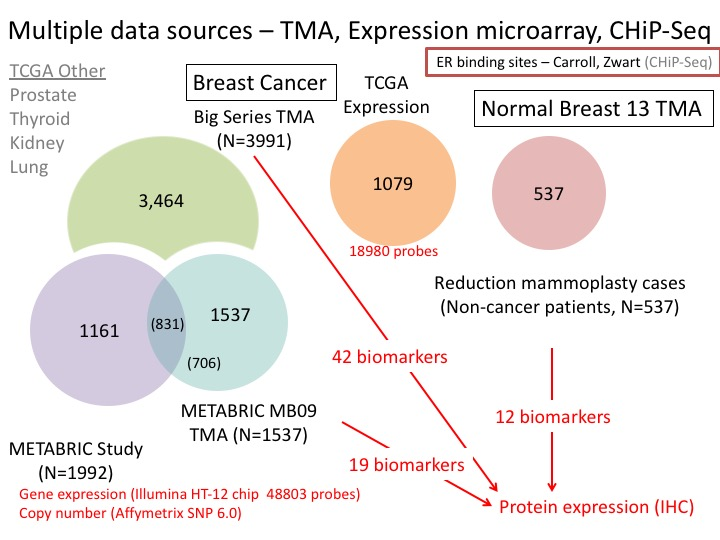 Multiple data sources – TMA, Expression microarray, CHiP-Seq
ER binding sites – Carroll, Zwart (CHiP-Seq)
TCGA Other
Prostate
Thyroid
Kidney
Lung
Breast Cancer
Big Series TMA
(N=3991)
TCGA
Expression
Normal Breast 13 TMA
3,464
1079
537
18980 probes
Reduction mammoplasty cases
(Non-cancer patients, N=537)
1161
(831)
1537
(706)
42 biomarkers
12 biomarkers
METABRIC MB09
TMA (N=1537)
19 biomarkers
METABRIC Study
(N=1992)
Gene expression (Illumina HT-12 chip 48803 probes)
Copy number (Affymetrix SNP 6.0)
Protein expression (IHC)